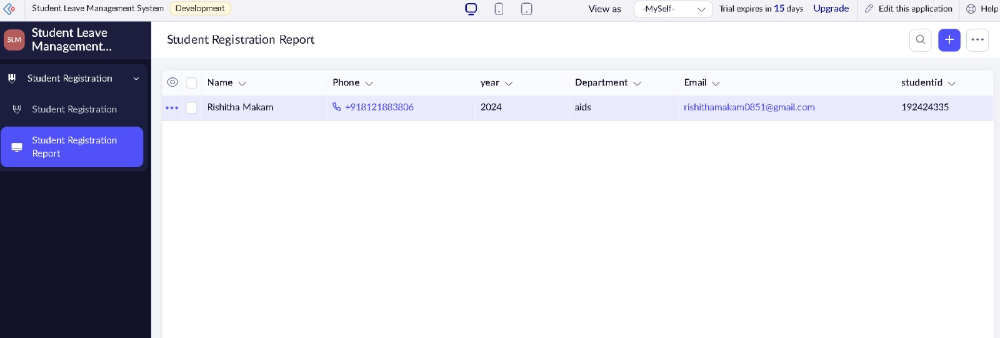 Student Leave Management System Development View as -MySelf- Trial expires in 15 days Upgrade Edit this application Help
SLM Student Leave
Management...
Student Registration Report
Student Registration
Student Registration
Student Registration
Report
Name Phone year Department Email studentid
Rishitha Makam +918121883806 2024 aids rishithamakam0851@gmail.com 192424335